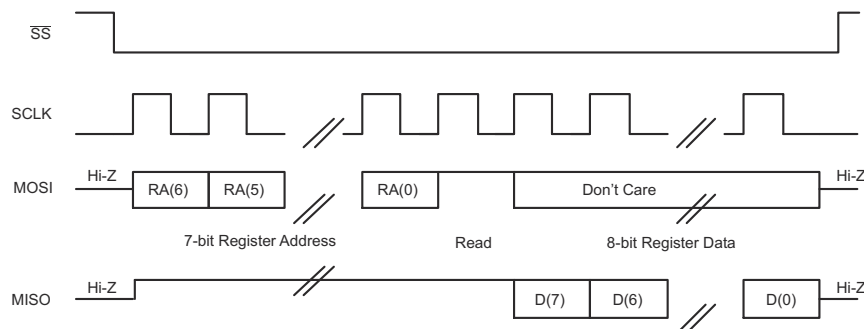 SS
SCLK
MOSI Hi-Z RA(6) RA(5) RA(0) Don't Care Hi-Z
7-bit Register Address Read 8-bit Register Data
MISO Hi-Z D(7) D(6) D(0) Hi-Z